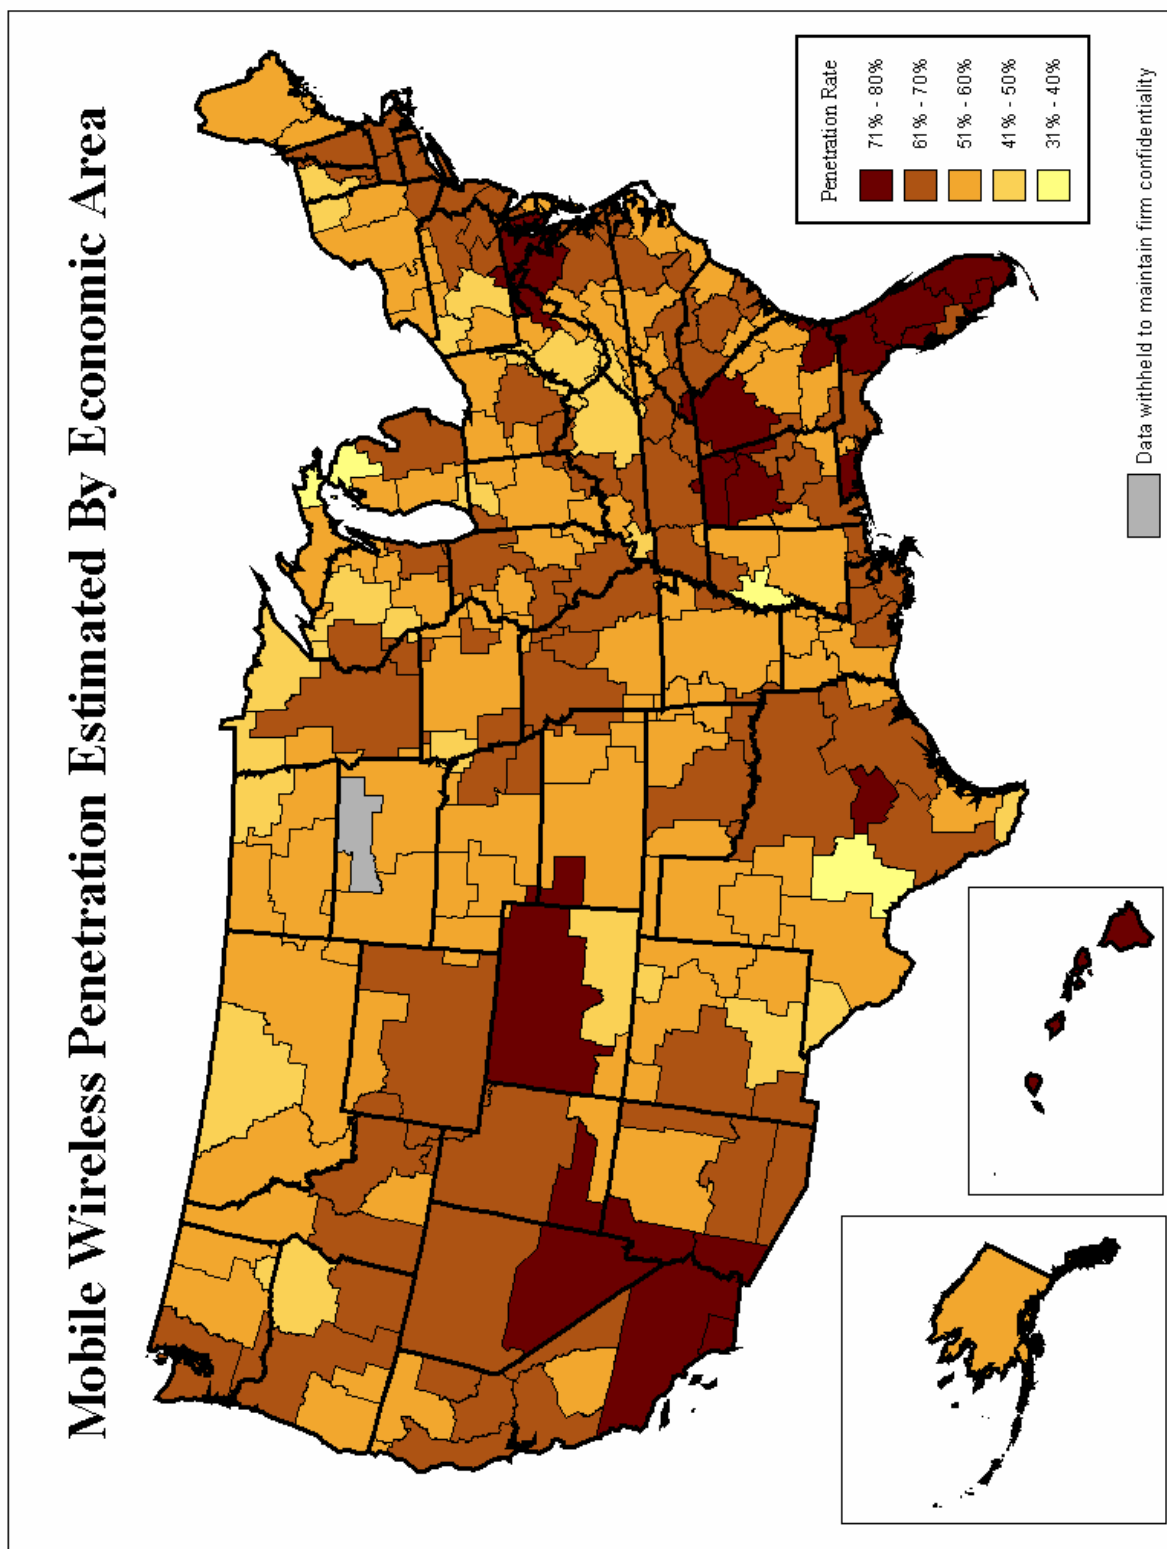 Mobile Wireless Penetration Estimated By Economic Area
Penetration Rate
71% - 80%
61% - 70%
51% - 60%
41% - 50%
31% - 40%
Data withheld to maintain firm confidentiality